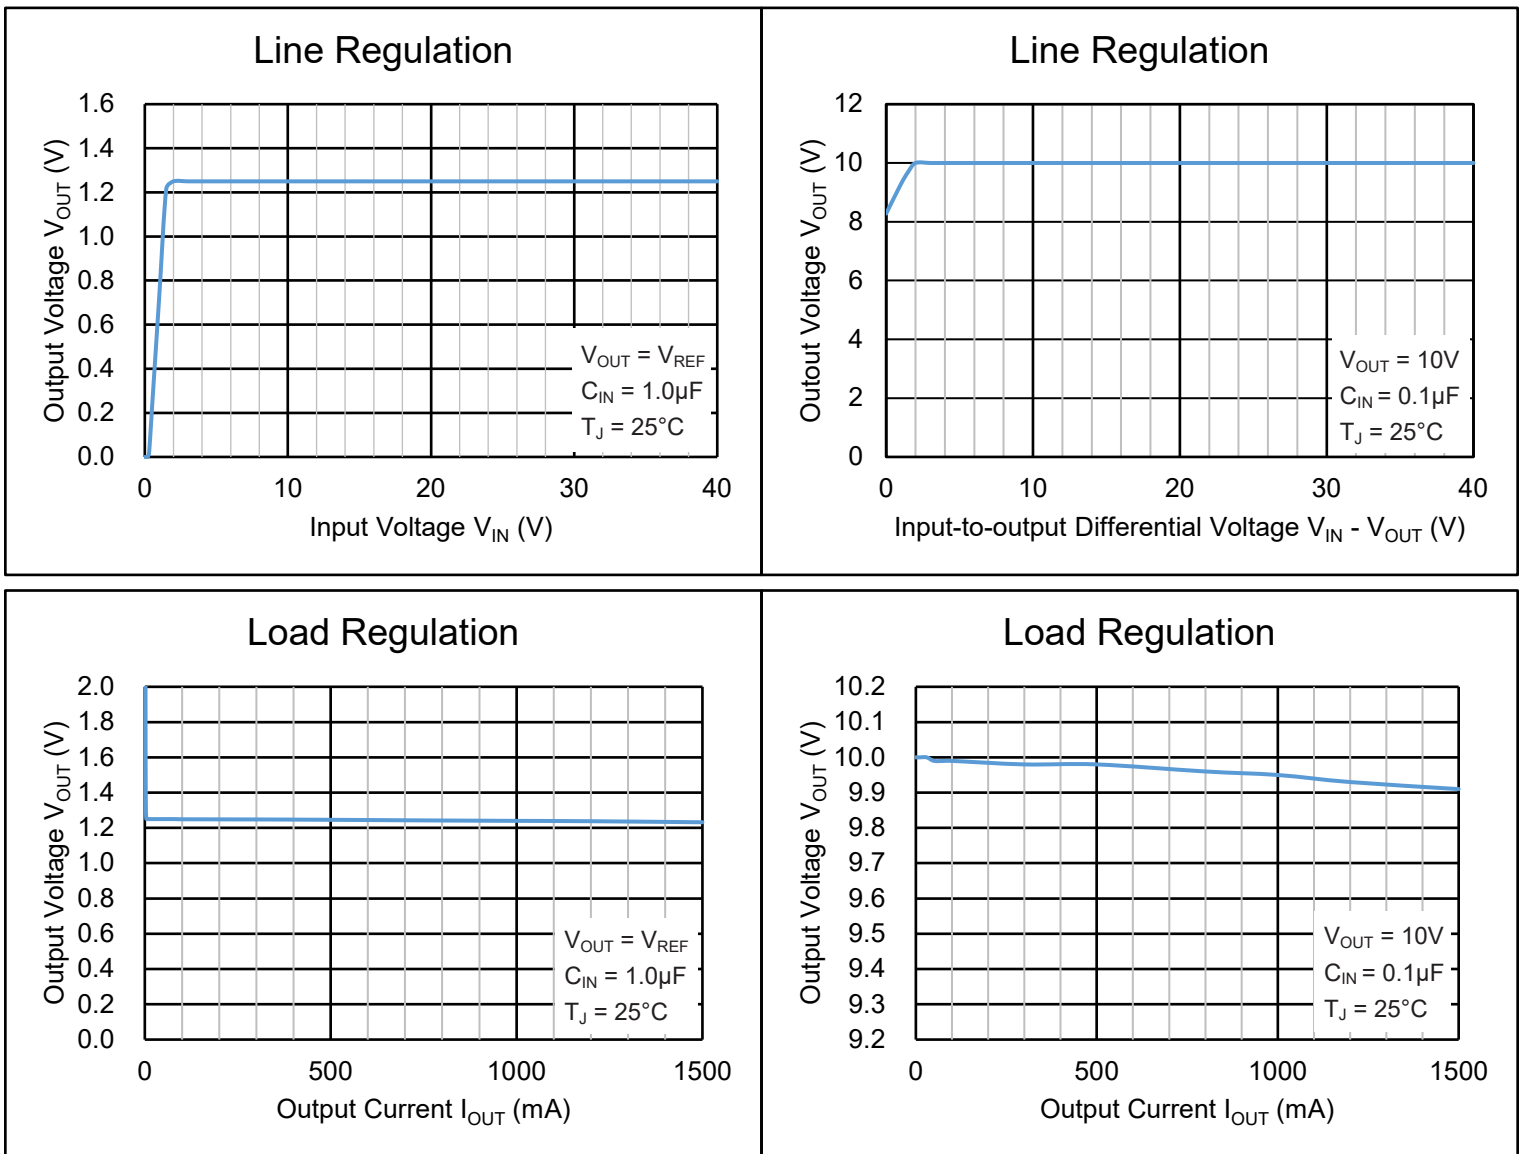 Line Regulation
1.6
1.4
1.2
1.0
0.8
0.6
0.4
0.2
0.0
Output Voltage VOUT (V)
0 10 20 30 40
Input Voltage VIN (V)
VOUT = VREF
CIN = 1.0µF
TJ = 25°C
Line Regulation
12
10
8
6
4
2
0
Outout Voltage VOUT (V)
0 10 20 30 40
Input-to-output Differential Voltage VIN - VOUT (V)
VOUT = 10V
CIN = 0.1µF
TJ = 25°C
Load Regulation
2.0
1.8
1.6
1.4
1.2
1.0
0.8
0.6
0.4
0.2
0.0
Output Voltage VOUT (V)
0 500 1000 1500
Output Current IOUT (mA)
VOUT = VREF
CIN = 1.0µF
TJ = 25°C
Load Regulation
10.2
10.1
10.0
9.9
9.8
9.7
9.6
9.5
9.4
9.3
9.2
Output Voltage VOUT (V)
0 500 1000 1500
Output Current IOUT (mA)
VOUT = 10V
CIN = 0.1µF
TJ = 25°C